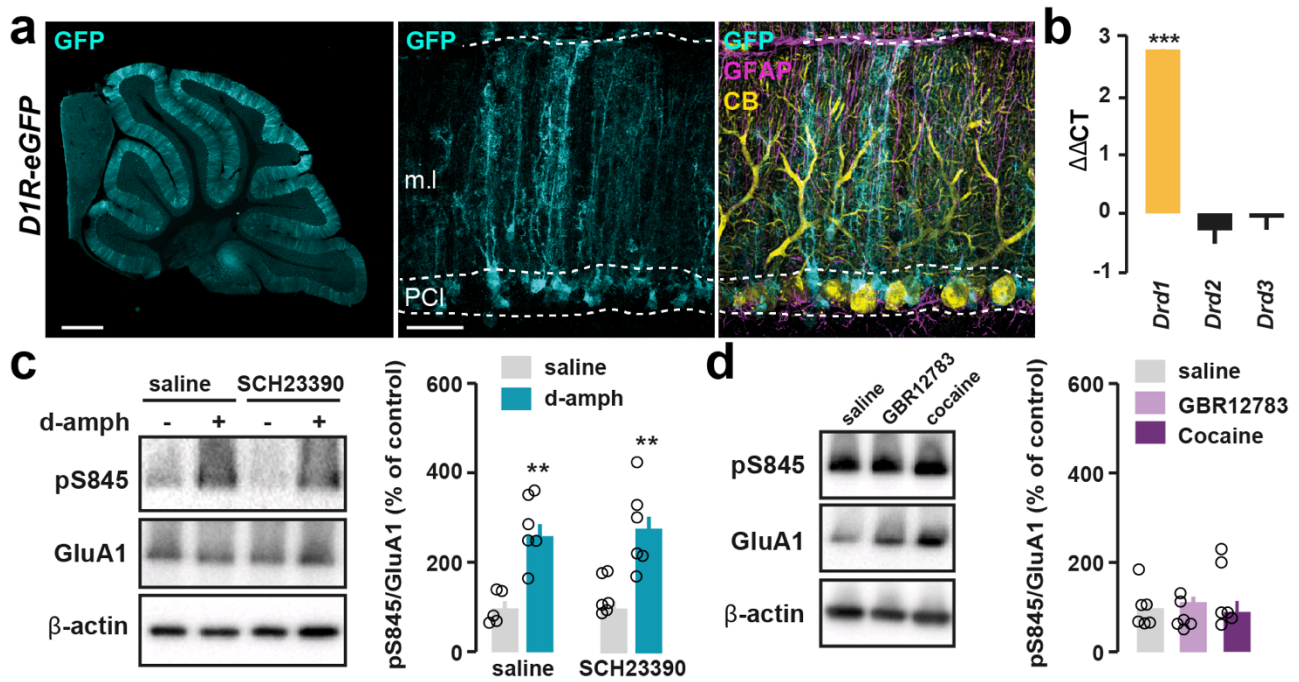 a
D1R-eGFP
GFP
GFP
m.l
PCl
GFP
GFAP
CB
b
ΔΔCT
3
2
1
0
-1
***
Drd1
Drd2
Drd3
c
saline SCH23390
d-amph - + - +
pS845
GluA1
β-actin
pS845/GluA1 (% of control)
600
400
200
0
saline
d-amph
**
**
saline SCH23390
d
saline
GBR12783
cocaine
pS845
GluA1
β-actin
pS845/GluA1 (% of control)
600
400
200
0
saline
GBR12783
Cocaine